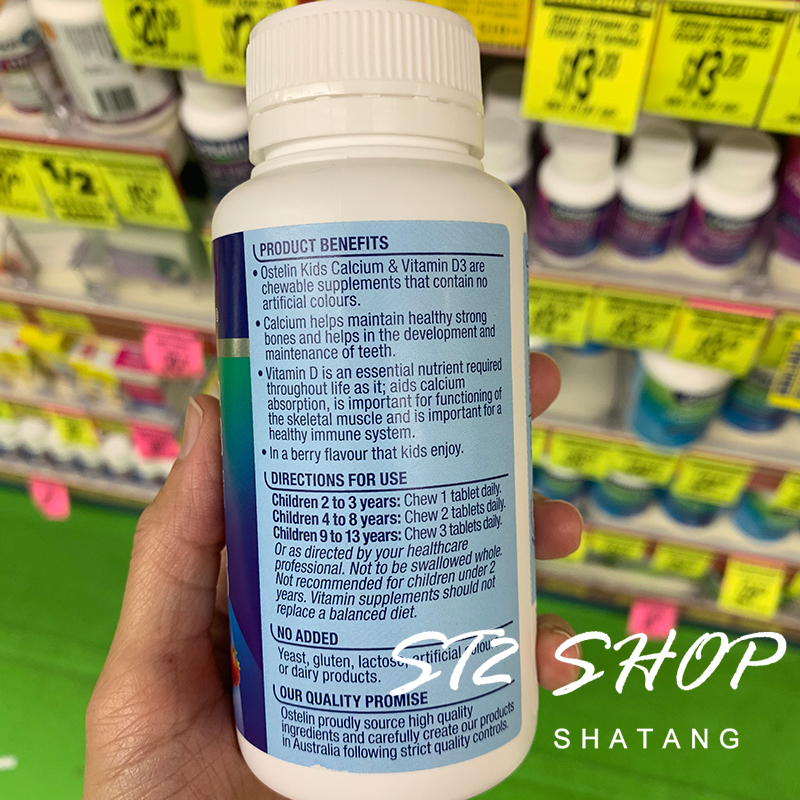 PRODUCT BENEFITS
• Ostelin Kids Calcium & Vitamin D3 are
chewable supplements that contain no
artificial colours.
• Calcium helps maintain healthy strong
bones and helps in the development and
maintenance of teeth.
• Vitamin D is an essential nutrient required
throughout life as it; aids calcium
absorption, is important for functioning of
the skeletal muscle and is important for a
healthy immune system.
• In a berry flavour that kids enjoy.
DIRECTIONS FOR USE
Children 2 to 3 years: Chew 1 tablet daily.
Children 4 to 8 years: Chew 2 tablets daily.
Children 9 to 13 years: Chew 3 tablets daily.
Or as directed by your healthcare
professional. Not to be swallowed whole.
Not recommended for children under 2
years. Vitamin supplements should not
replace a balanced diet.
NO ADDED
Yeast, gluten, lactose, artificial
or dairy products.
OUR QUALITY PROMISE
Ostelin proudly source high quality
ingredients and carefully create our products
in Australia following strict quality controls.
STZ SHOP
SHATANG
1/2